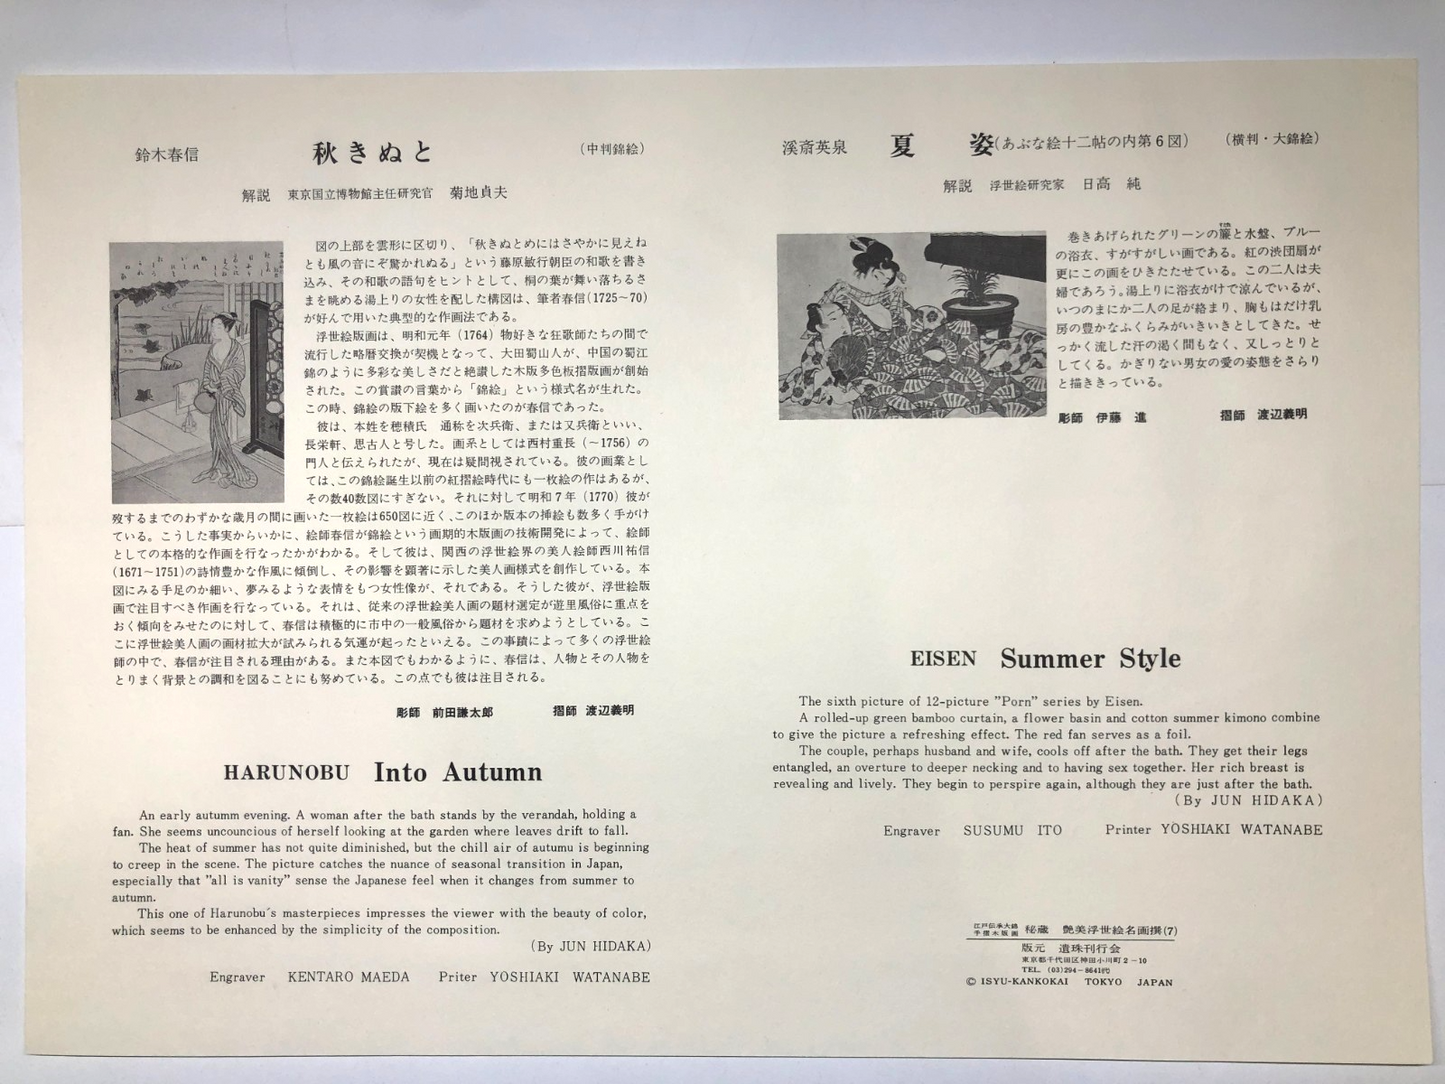 鈴木春信　秋きぬと　（中判錦絵）
解説　東京国立博物館主任研究官　菊地貞夫
図の上部を雲形に区切り、「秋きぬとめにはさやかに見えね
とも風の音にぞ驚かれぬる」という藤原敏行朝臣の和歌を書き
込み、その和歌の語句をヒントとして、桐の葉が舞い落ちるさ
まを眺める湯上りの女性を配した構図は、筆者春信(1725〜70)
が好んで用いた典型的な作画法である。
浮世絵版画は、明和元年（1764）物好きな狂歌師たちの間で
流行した略暦交換が契機となって、大田蜀山人が、中国の蜀江
錦のように多彩な美しさだと絶讃した木版多色板摺版画が創始
された。この賞讃の言葉から「錦絵」という様式名が生れた。
この時、錦絵の版下絵を多く画いたのが春信であった。
彼は、本姓を穂積氏　通称を次兵衛、または又兵衛といい、
長栄軒、思古人と号した。画系としては西村重長（〜1756）の
門人と伝えられたが、現在は疑問視されている。彼の画業とし
ては、この錦絵誕生以前の紅摺絵時代にも一枚絵の作はあるが、
その数40数図にすぎない。それに対して明和７年（1770）彼が
歿するまでのわずかな歳月の間に画いた一枚絵は650図に近く、このほか版本の挿絵も数多く手がけ
ている。こうした事実からいかに、絵師春信が錦絵という画期的木版画の技術開発によって、絵師
としての本格的な作画を行なったかがわかる。そして彼は、関西の浮世絵界の美人絵師西川祐信
(1671〜1751)の詩情豊かな作風に傾倒し、その影響を顕著に示した美人画様式を創作している。本
図にみる手足のか細い、夢みるような表情をもつ女性像が、それである。そうした彼が、浮世絵版
画で注目すべき作画を行なっている。それは、従来の浮世絵美人画の題材選定が遊里風俗に重点を
おく傾向をみせたのに対して、春信は積極的に市中の一般風俗から題材を求めようとしている。こ
こに浮世絵美人画の画材拡大が試みられる気運が起ったといえる。この事蹟によって多くの浮世絵
師の中で、春信が注目される理由がある。また本図でもわかるように、春信は、人物とその人物を
とりまく背景との調和を図ることにも努めている。この点でも彼は注目される。
彫師　前田謙太郎　摺師　渡辺義明
HARUNOBU Into Autumn
An early autumm evening. A woman after the bath stands by the verandah, holding a
fan. She seems uncouncious of herself looking at the garden where leaves drift to fall.
The heat of summer has not quite diminished, but the chill air of autumu is beginning
to creep in the scene. The picture catches the nuance of seasonal transition in Japan,
especially that "all is vanity" sense the Japanese feel when it changes from summer to
autumn.
This one of Harunobu's masterpieces impresses the viewer with the beauty of color,
which seems to be enhanced by the simplicity of the composition.
(By JUN HIDAKA)
Engraver KENTARO MAEDA Priter YOSHIAKI WATANABE
溪斎英泉　夏姿(あぶな絵十二帖の内第６図)　（横判・大錦絵）
解説　浮世絵研究家　日高　純
巻きあげられたグリーンの簾と水盤、ブルー
の浴衣、すがすがしい画である。紅の渋団扇が
更にこの画をひきたたせている。この二人は夫
婦であろう。湯上りに浴衣がけで涼んでいるが、
いつのまにか二人の足が絡まり、胸もはだけ乳
房の豊かなふくらみがいきいきとしてきた。せ
っかく流した汗の渇く間もなく、又しっとりと
してくる。かぎりない男女の愛の姿態をさらり
と描ききっている。
彫師　伊藤　進　摺師　渡辺義明
EISEN Summer Style
The sixth picture of 12-picture "Porn" series by Eisen.
A rolled-up green bamboo curtain, a flower basin and cotton summer kimono combine
to give the picture a refreshing effect. The red fan serves as a foil.
The couple, perhaps husband and wife, cools off after the bath. They get their legs
entangled, an overture to deeper necking and to having sex together. Her rich breast is
revealing and lively. They begin to perspire again, although they are just after the bath.
(By JUN HIDAKA)
Engraver SUSUMU ITO Printer YOSHIAKI WATANABE
江戸伝承大錦
手摺木版画　秘蔵　艶美浮世絵名画撰(7)
版元　遺珠刊行会
東京都千代田区神田小川町２−10
TEL. (03)294−8641㈹
© ISYU-KANKOKAI TOKYO JAPAN